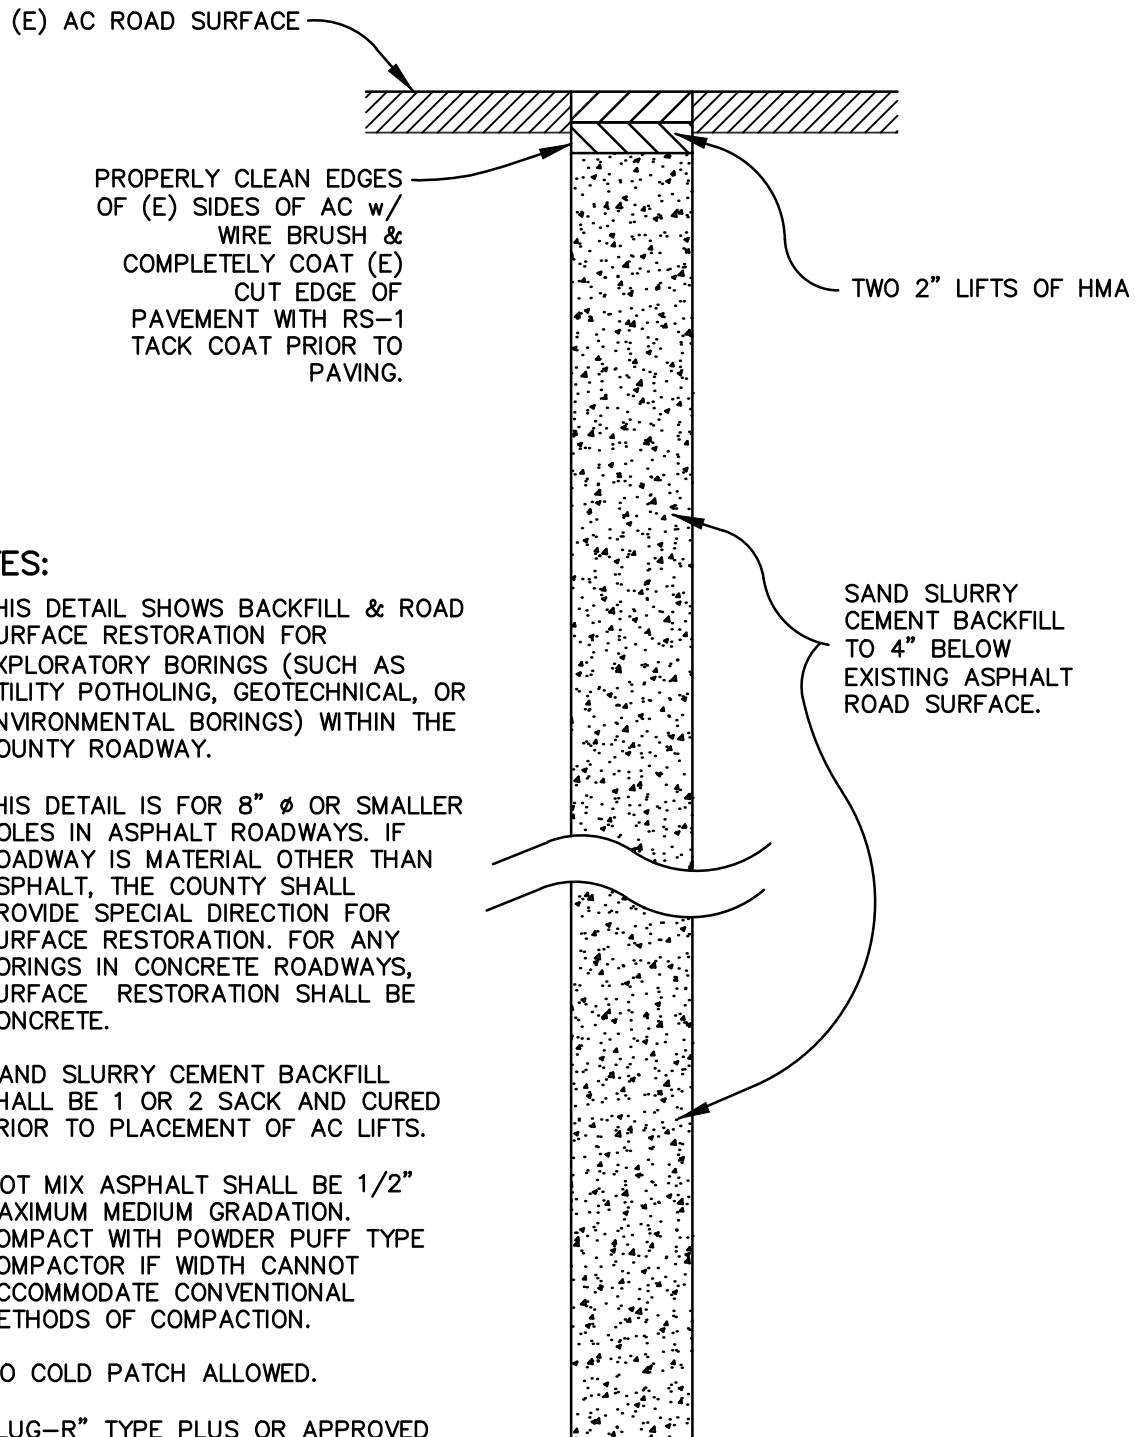 (E) AC ROAD SURFACE
PROPERLY CLEAN EDGES
OF (E) SIDES OF AC w/
WIRE BRUSH &
COMPLETELY COAT (E)
CUT EDGE OF
PAVEMENT WITH RS-1
TACK COAT PRIOR TO
PAVING.
TWO 2" LIFTS OF HMA
SAND SLURRY
CEMENT BACKFILL
TO 4" BELOW
EXISTING ASPHALT
ROAD SURFACE.
TES:
HIS DETAIL SHOWS BACKFILL & ROAD
URFACE RESTORATION FOR
XPLORATORY BORINGS (SUCH AS
TILITY POTHOLING, GEOTECHNICAL, OR
NVIRONMENTAL BORINGS) WITHIN THE
OUNTY ROADWAY.
HIS DETAIL IS FOR 8" ø OR SMALLER
OLES IN ASPHALT ROADWAYS. IF
OADWAY IS MATERIAL OTHER THAN
SPHALT, THE COUNTY SHALL
ROVIDE SPECIAL DIRECTION FOR
URFACE RESTORATION. FOR ANY
ORINGS IN CONCRETE ROADWAYS,
URFACE RESTORATION SHALL BE
ONCRETE.
AND SLURRY CEMENT BACKFILL
HALL BE 1 OR 2 SACK AND CURED
RIOR TO PLACEMENT OF AC LIFTS.
OT MIX ASPHALT SHALL BE 1/2"
AXIMUM MEDIUM GRADATION.
OMPACT WITH POWDER PUFF TYPE
OMPACTOR IF WIDTH CANNOT
CCOMMODATE CONVENTIONAL
ETHODS OF COMPACTION.
O COLD PATCH ALLOWED.
LUG-R" TYPE PLUS OR APPROVED